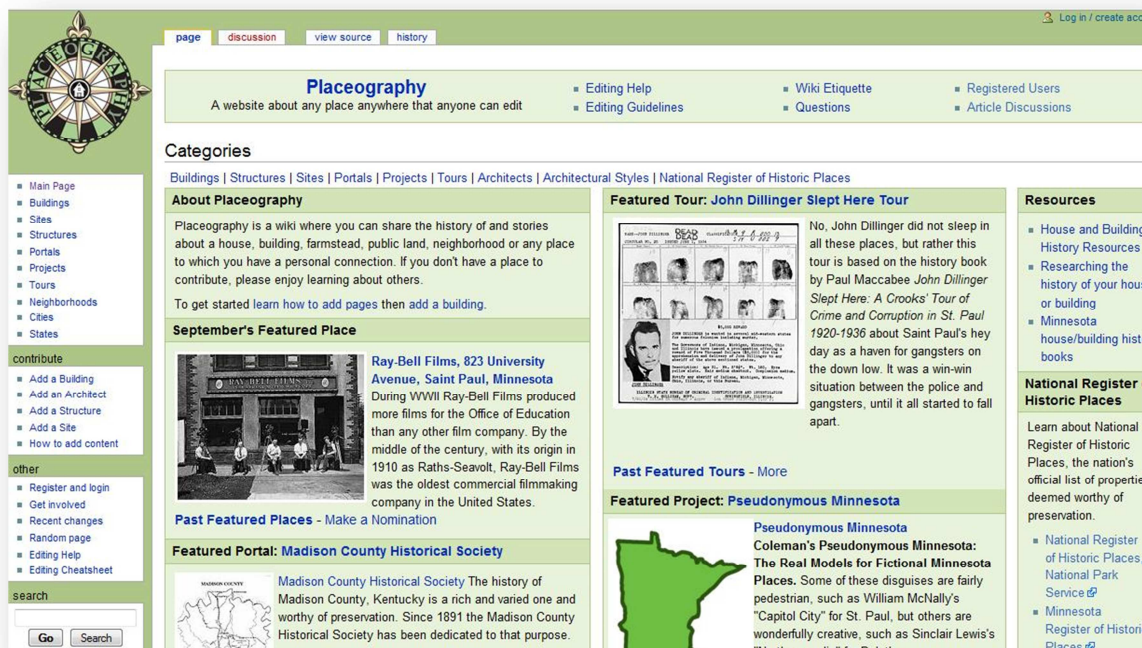 Log in / create acc
page
discussion
view source
history
PLACEOGRAPHY
Placeography
A website about any place anywhere that anyone can edit
Editing Help
Editing Guidelines
Wiki Etiquette
Questions
Registered Users
Article Discussions
Categories
Buildings | Structures | Sites | Portals | Projects | Tours | Architects | Architectural Styles | National Register of Historic Places
Main Page
Buildings
Sites
Structures
Portals
Projects
Tours
Neighborhoods
Cities
States
contribute
Add a Building
Add an Architect
Add a Structure
Add a Site
How to add content
other
Register and login
Get involved
Recent changes
Random page
Editing Help
Editing Cheatsheet
search
Go
Search
About Placeography
Placeography is a wiki where you can share the history of and stories
about a house, building, farmstead, public land, neighborhood or any place
to which you have a personal connection. If you don't have a place to
contribute, please enjoy learning about others.
To get started learn how to add pages then add a building.
September's Featured Place
RAY-BELL FILMS
Ray-Bell Films, 823 University
Avenue, Saint Paul, Minnesota
During WWII Ray-Bell Films produced
more films for the Office of Education
than any other film company. By the
middle of the century, with its origin in
1910 as Raths-Seavolt, Ray-Bell Films
was the oldest commercial filmmaking
company in the United States.
Past Featured Places - Make a Nomination
Featured Portal: Madison County Historical Society
MADISON COUNTY
Madison County Historical Society The history of
Madison County, Kentucky is a rich and varied one and
worthy of preservation. Since 1891 the Madison County
Historical Society has been dedicated to that purpose.
Featured Tour: John Dillinger Slept Here Tour
DEAD
DEAD
JOHN DILLINGER
No, John Dillinger did not sleep in
all these places, but rather this
tour is based on the history book
by Paul Maccabee John Dillinger
Slept Here: A Crooks' Tour of
Crime and Corruption in St. Paul
1920-1936 about Saint Paul's hey
day as a haven for gangsters on
the down low. It was a win-win
situation between the police and
gangsters, until it all started to fall
apart.
Past Featured Tours - More
Featured Project: Pseudonymous Minnesota
Pseudonymous Minnesota
Coleman's Pseudonymous Minnesota:
The Real Models for Fictional Minnesota
Places. Some of these disguises are fairly
pedestrian, such as William McNally's
"Capitol City" for St. Paul, but others are
wonderfully creative, such as Sinclair Lewis's
Resources
House and Building
History Resources
Researching the
history of your hous
or building
Minnesota
house/building hist
books
National Register
Historic Places
Learn about National
Register of Historic
Places, the nation's
official list of propertie
deemed worthy of
preservation.
National Register
of Historic Places,
National Park
Service
Minnesota
Register of Histori
Places